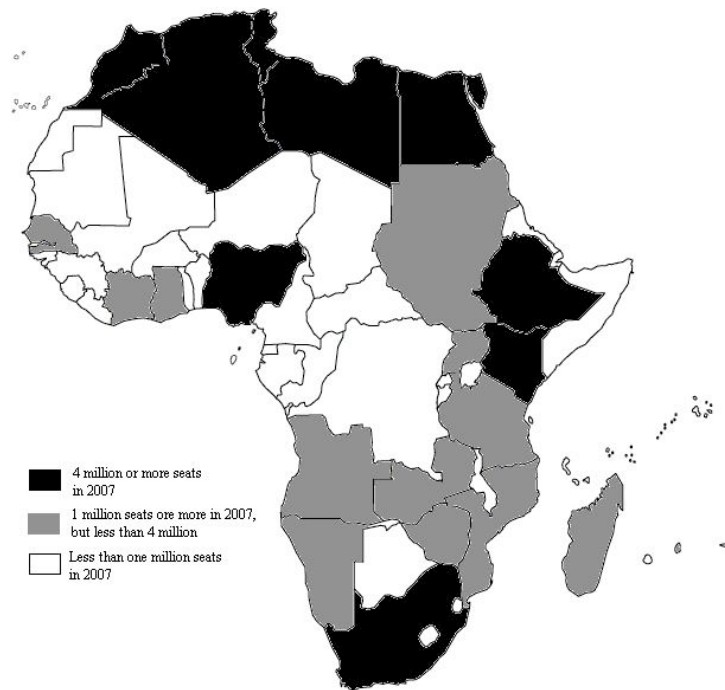 4 million or more seats
in 2007
1 million seats ore more in 2007,
but less than 4 million
Less than one million seats
in 2007